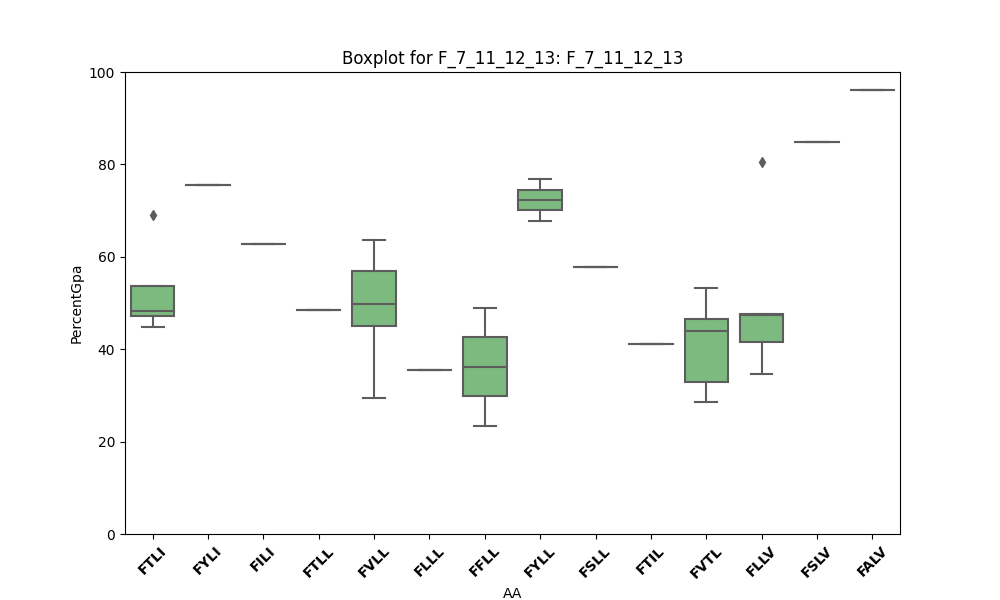 Boxplot for F_7_11_12_13: F_7_11_12_13
100
80
60
40
20
0
PercentGpa
FTLI
FYLI
FILI
FTLL
FVLL
FLLL
FFLL
FYLL
FSLL
FTIL
FVTL
FLLV
FSLV
FALV
AA